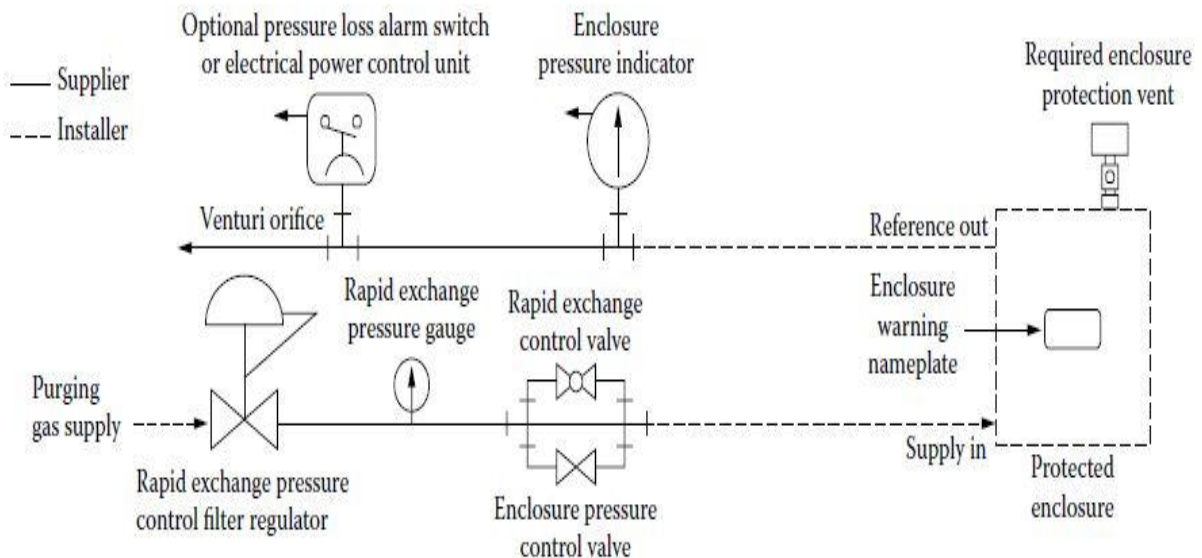 Optional pressure loss alarm switch
or electrical power control unit
Enclosure
pressure indicator
Required enclosure
protection vent
Supplier
Installer
Venturi orifice
Reference out
Rapid exchange
pressure gauge
Rapid exchange
control valve
Enclosure
warning
nameplate
Purging
gas supply
Supply in
Rapid exchange pressure
control filter regulator
Enclosure pressure
control valve
Protected
enclosure